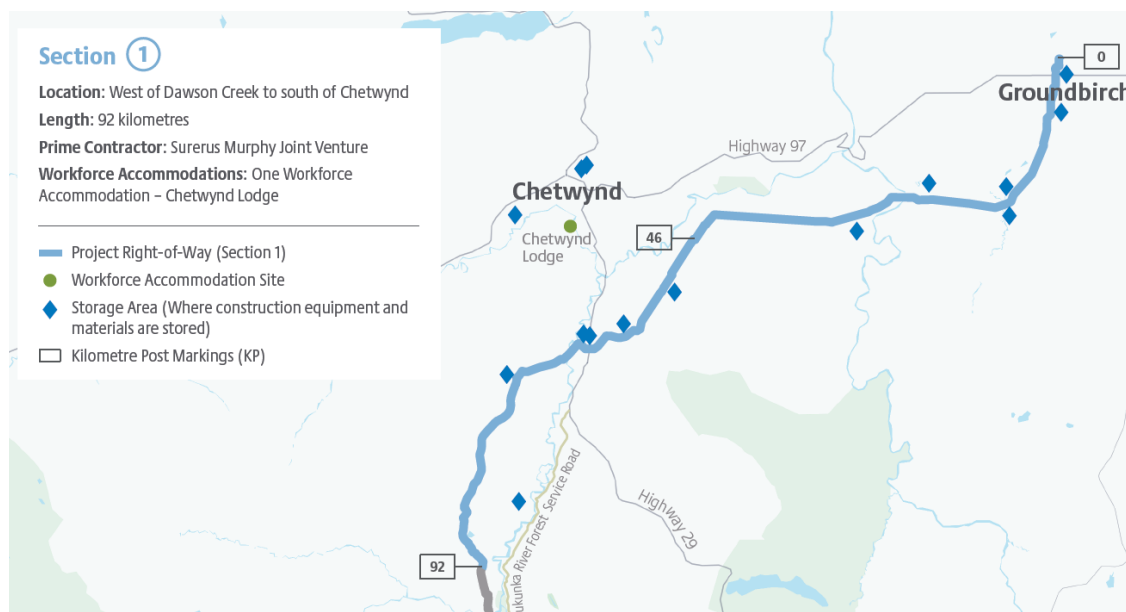 Section 1
Location: West of Dawson Creek to south of Chetwynd
Length: 92 kilometres
Prime Contractor: Surerus Murphy Joint Venture
Workforce Accommodations: One Workforce
Accommodation – Chetwynd Lodge
Project Right-of-Way (Section 1)
Workforce Accommodation Site
Storage Area (Where construction equipment and
materials are stored)
Kilometre Post Markings (KP)
0
Groundbirch
Highway 97
Chetwynd
Chetwynd
Lodge
46
92
ukunka River Forest Service Road
Highway 29